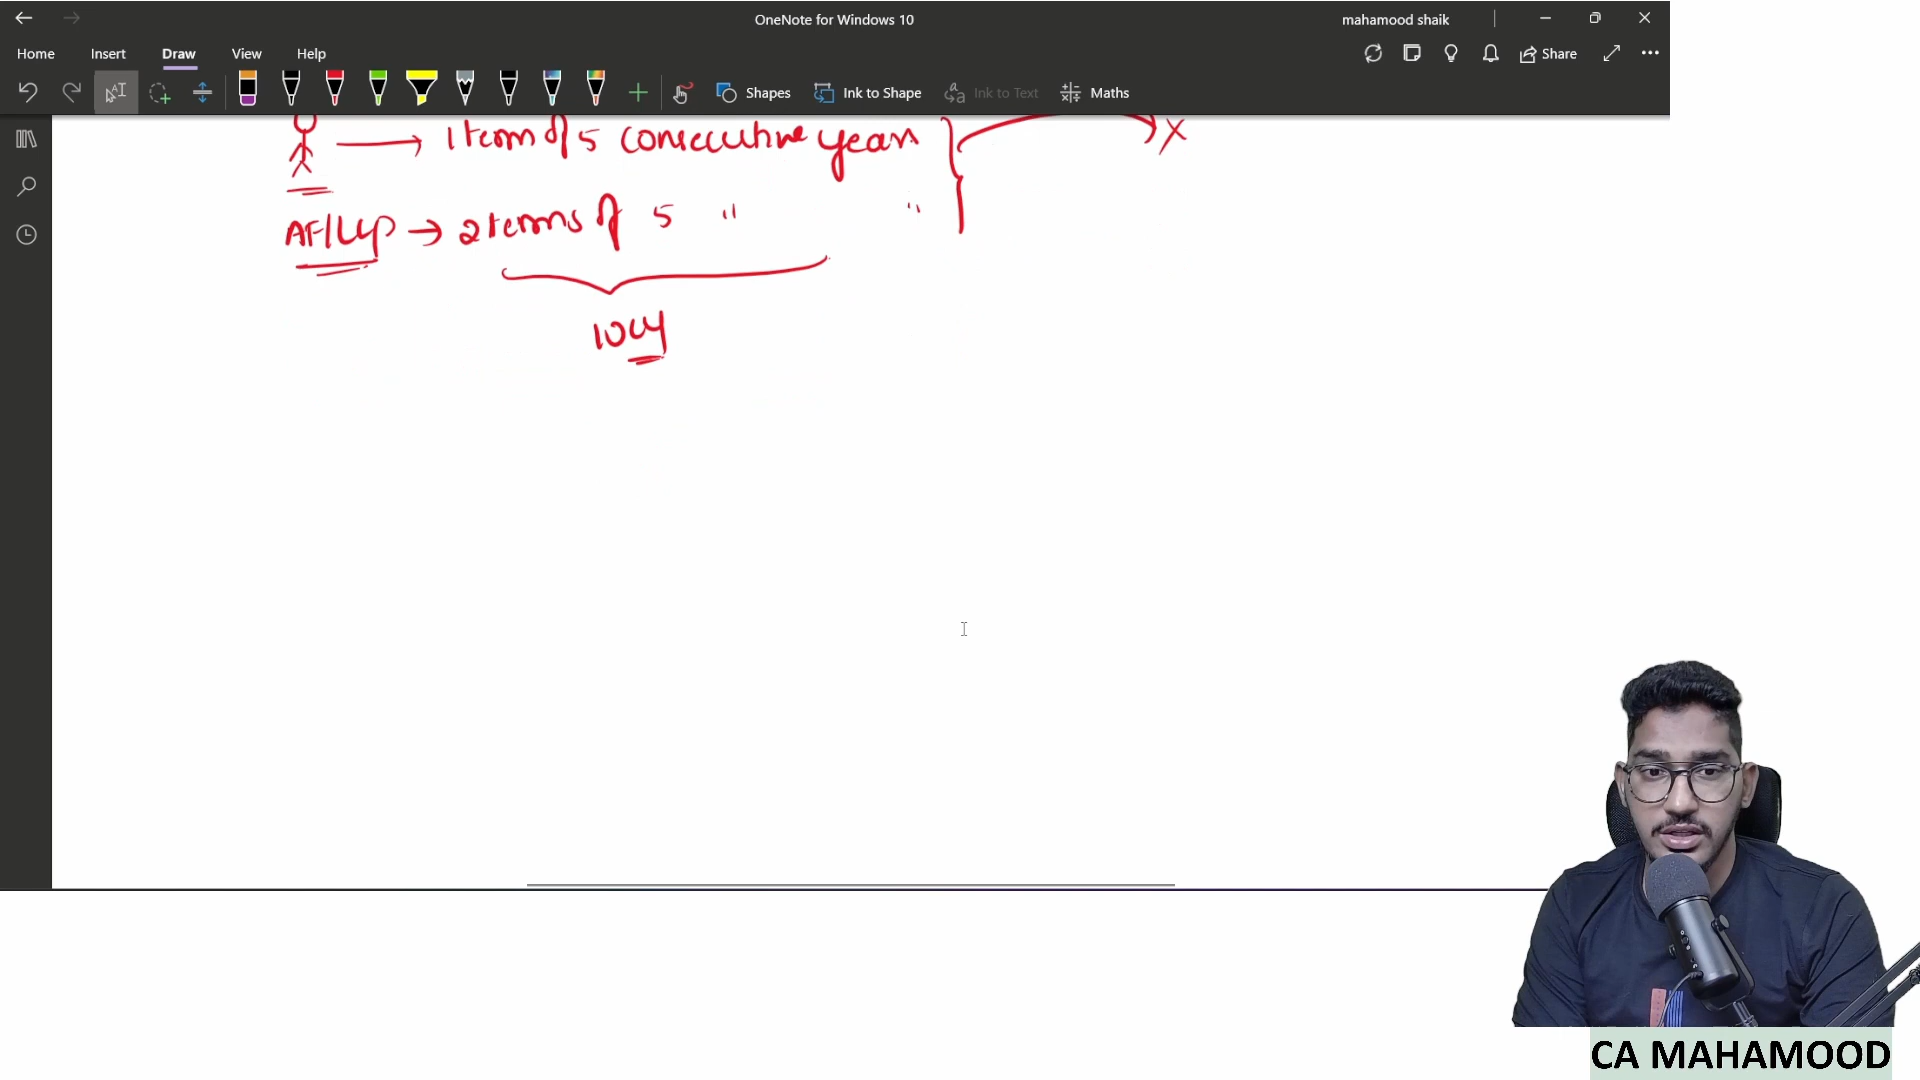 OneNote for Windows 10
mahamood shaik
Home Insert Draw View Help
Share
Shapes Ink to Shape Ink to Text Maths
1 term of 5 consecutive years
X
AF/LLP → 2 terms of 5 " "
10 cy
CA MAHAMOOD